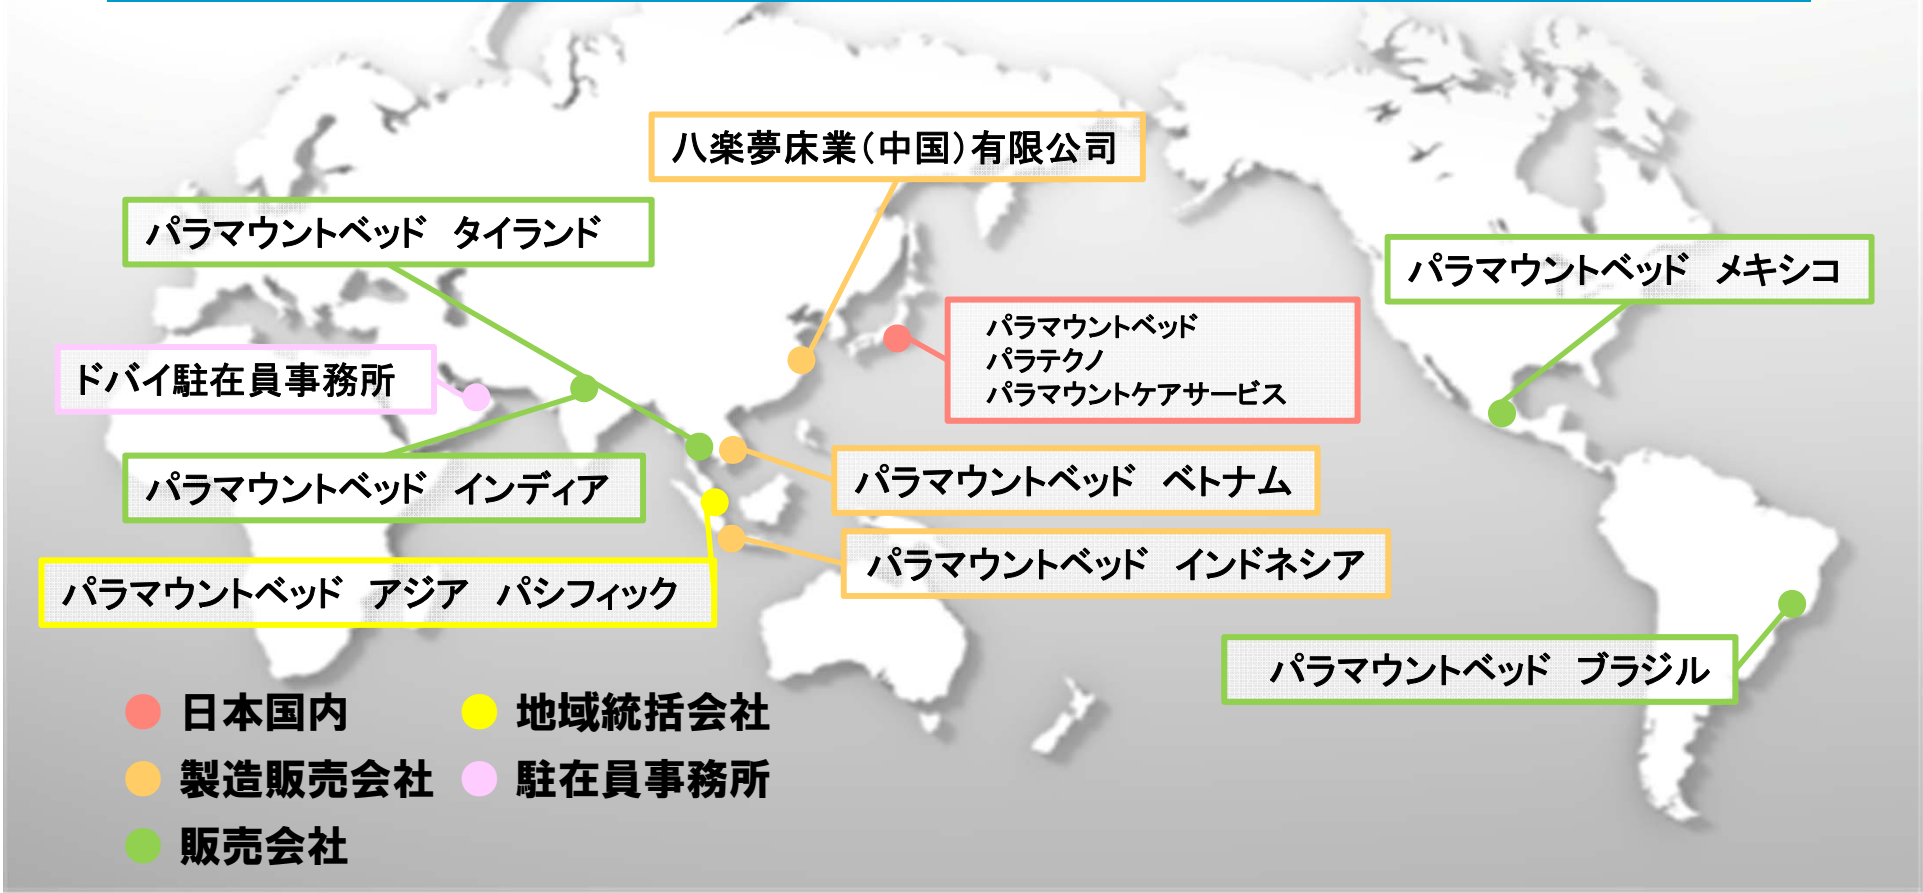 八楽夢床業（中国）有限公司
パラマウントベッド　タイランド
パラマウントベッド　メキシコ
パラマウントベッド
パラテクノ
パラマウントケアサービス
ドバイ駐在員事務所
パラマウントベッド　インディア
パラマウントベッド　ベトナム
パラマウントベッド　インドネシア
パラマウントベッド　アジア　パシフィック
パラマウントベッド　ブラジル
日本国内
地域統括会社
製造販売会社
駐在員事務所
販売会社